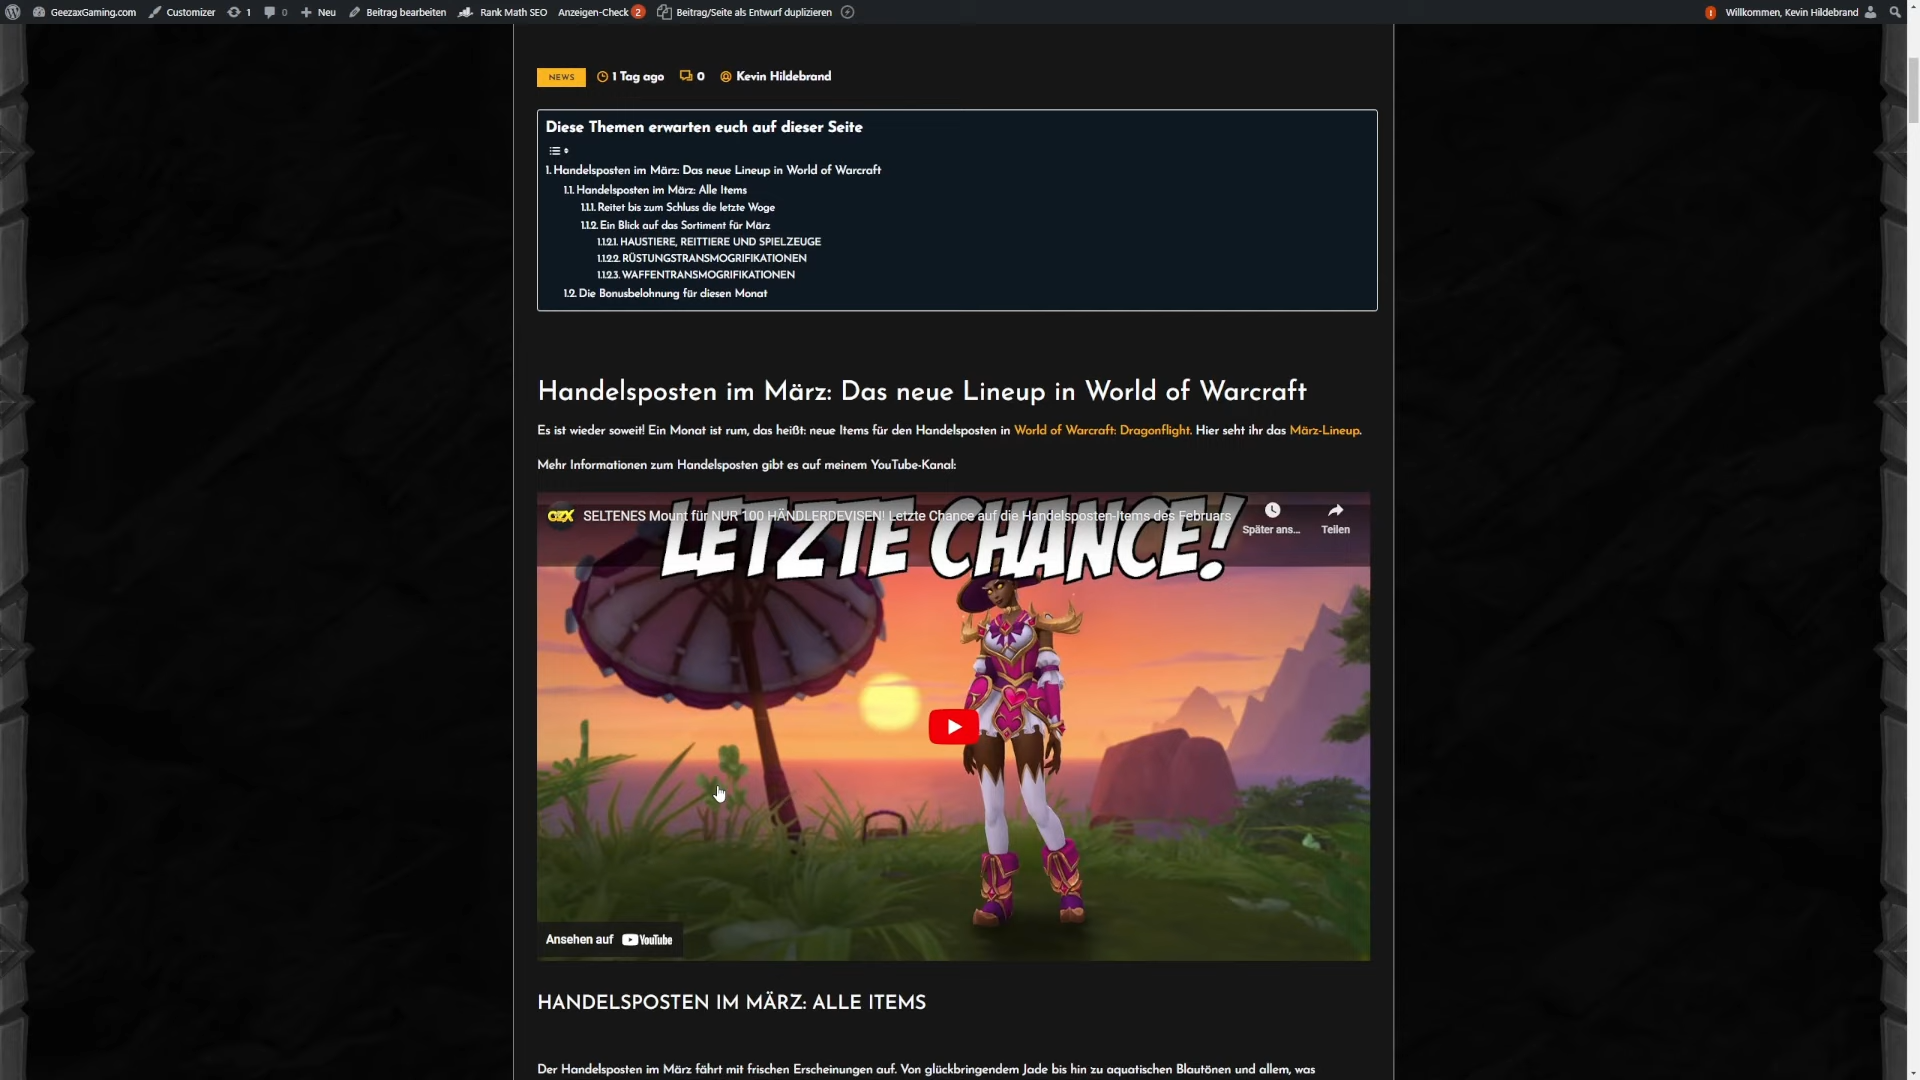 GeezaxGaming.com Customizer 1 0 Neu Beitrag bearbeiten Rank Math SEO Anzeigen-Check 2 Beitrag/Seite als Entwurf duplizieren ! Willkommen, Kevin Hildebrand
NEWS 1 Tag ago 0 Kevin Hildebrand
Diese Themen erwarten euch auf dieser Seite
1. Handelsposten im März: Das neue Lineup in World of Warcraft
1.1. Handelsposten im März: Alle Items
1.1.1. Reitet bis zum Schluss die letzte Woge
1.1.2. Ein Blick auf das Sortiment für März
1.1.2.1. HAUSTIERE, REITTIERE UND SPIELZEUGE
1.1.2.2. RÜSTUNGSTRANSMOGRIFIKATIONEN
1.1.2.3. WAFFENTRANSMOGRIFIKATIONEN
1.2. Die Bonusbelohnung für diesen Monat
Handelsposten im März: Das neue Lineup in World of Warcraft
Es ist wieder soweit! Ein Monat ist rum, das heißt: neue Items für den Handelsposten in World of Warcraft: Dragonflight. Hier seht ihr das März-Lineup.
Mehr Informationen zum Handelsposten gibt es auf meinem YouTube-Kanal:
GZX SELTENES Mount für NUR 100 HÄNDLERDEVISEN! Letzte Chance auf die Handelsposten-Items des Februars
Später ans... Teilen
LETZTE CHANCE!
Ansehen auf YouTube
HANDELSPOSTEN IM MÄRZ: ALLE ITEMS
Der Handelsposten im März fährt mit frischen Erscheinungen auf. Von glückbringendem Jade bis hin zu aquatischen Blautönen und allem, was